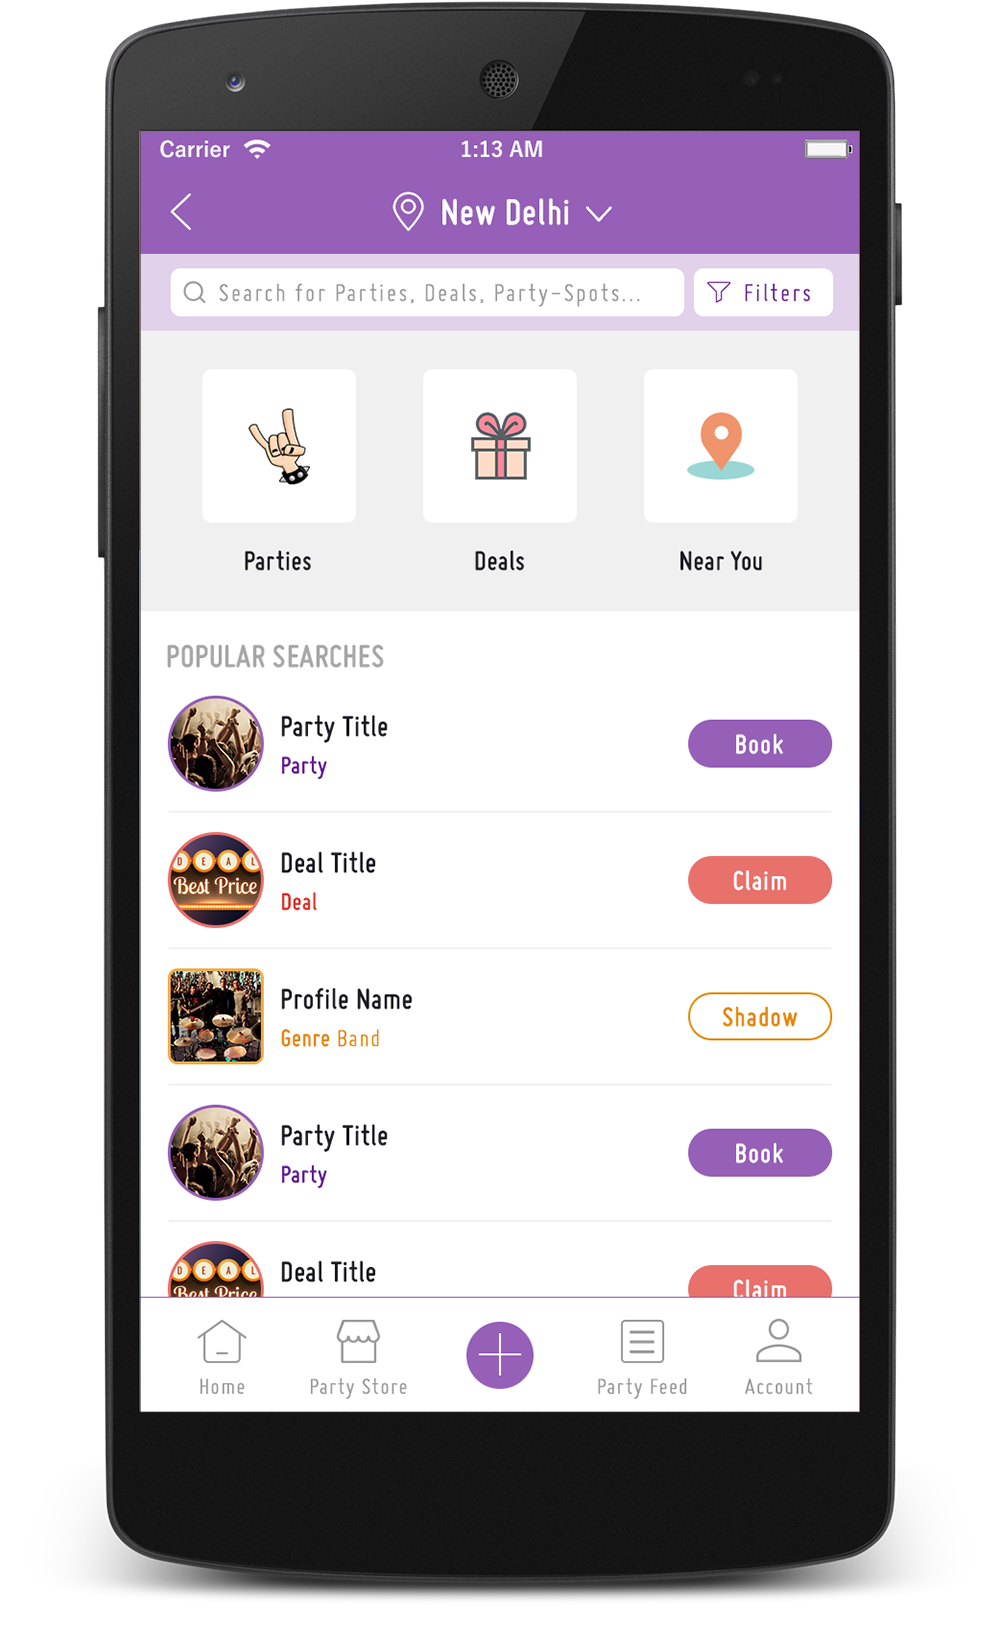 Carrier 1:13 AM
New Delhi
Search for Parties, Deals, Party-Spots...
Filters
Parties Deals Near You
POPULAR SEARCHES
Party Title
Party
Book
DEAL
Best Price
Deal Title
Deal
Claim
Profile Name
Genre Band
Shadow
Party Title
Party
Book
DEAL
Best Price
Deal Title
Claim
Home Party Store Party Feed Account